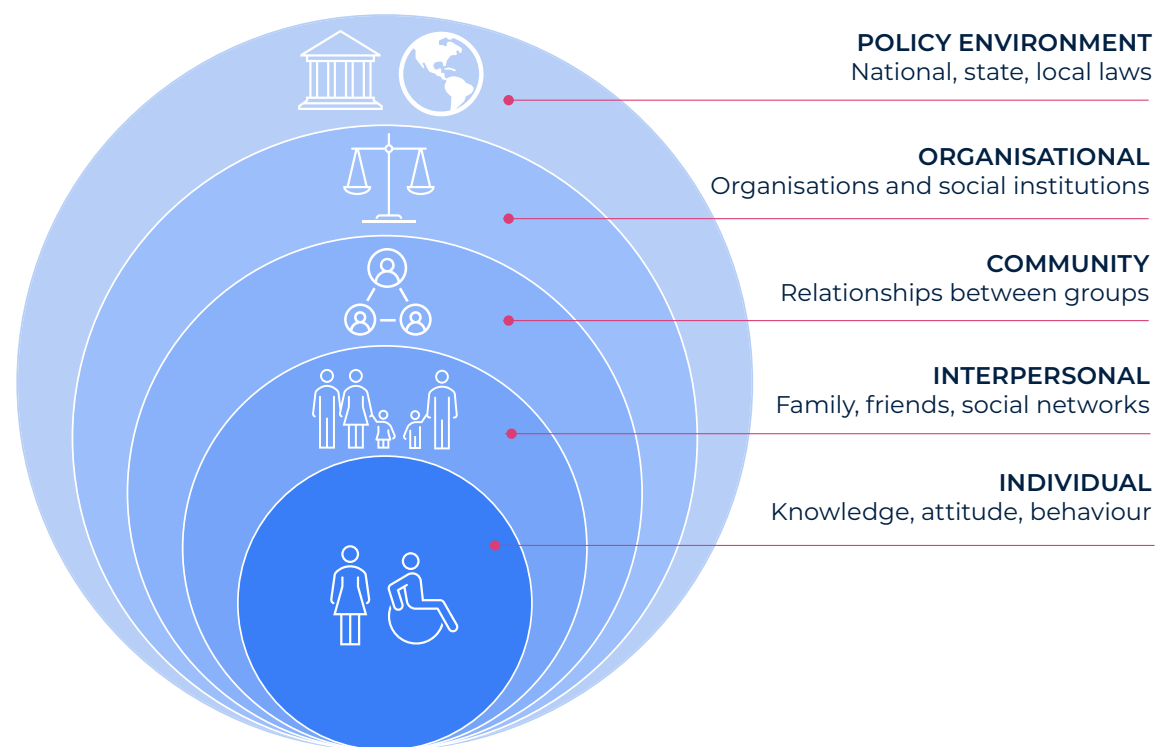 POLICY ENVIRONMENT
National, state, local laws
ORGANISATIONAL
Organisations and social institutions
COMMUNITY
Relationships between groups
INTERPERSONAL
Family, friends, social networks
INDIVIDUAL
Knowledge, attitude, behaviour